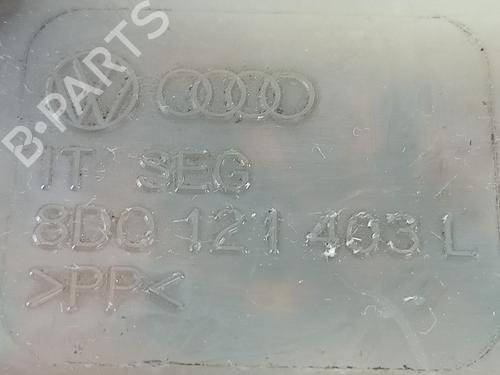 B-PARTS
IT SEG
8D0 121 403 L
>PP<